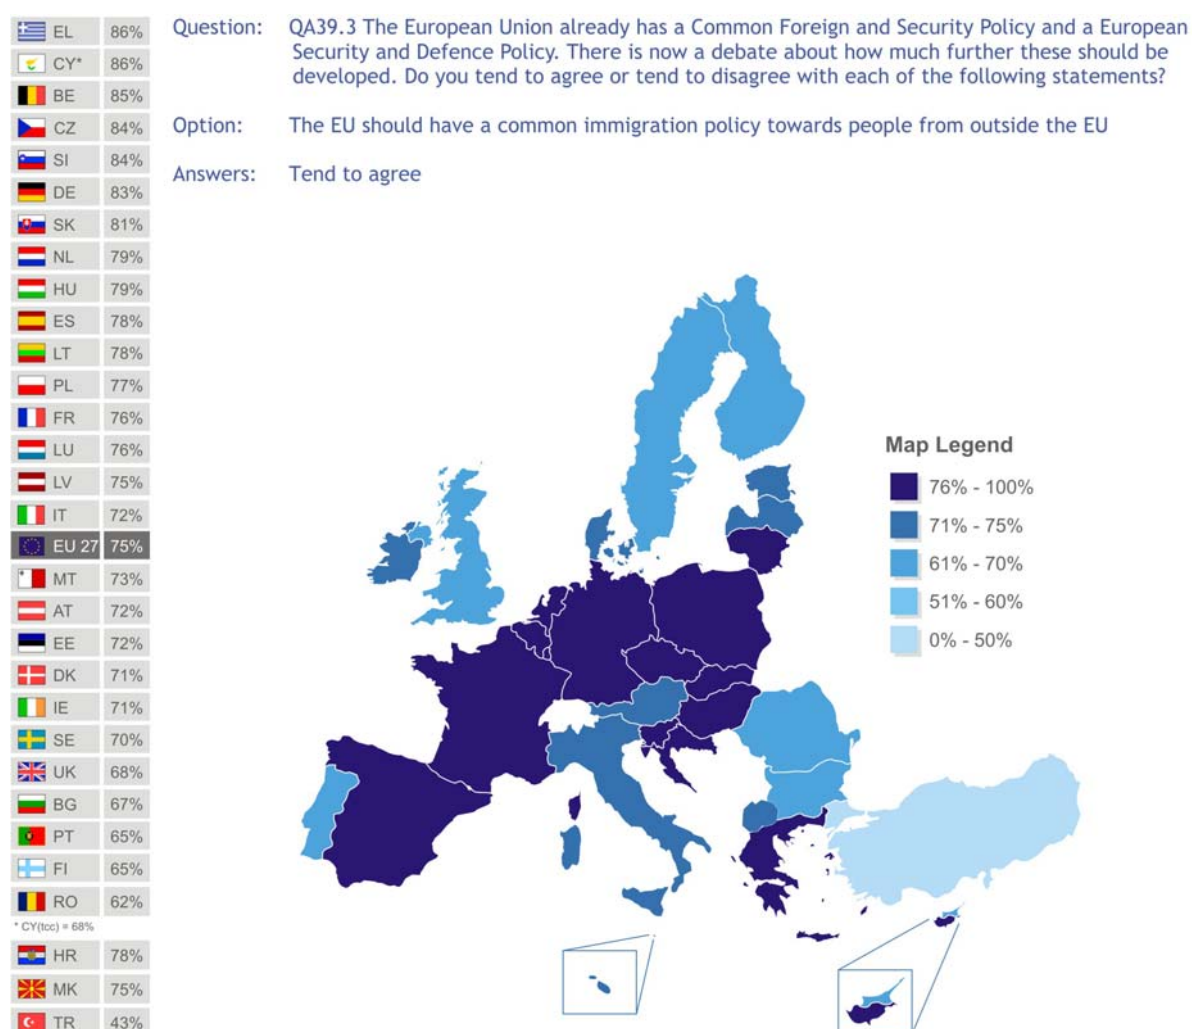 Question: QA39.3 The European Union already has a Common Foreign and Security Policy and a European
Security and Defence Policy. There is now a debate about how much further these should be
developed. Do you tend to agree or tend to disagree with each of the following statements?
Option: The EU should have a common immigration policy towards people from outside the EU
Answers: Tend to agree
EL 86%
CY* 86%
BE 85%
CZ 84%
SI 84%
DE 83%
SK 81%
NL 79%
HU 79%
ES 78%
LT 78%
PL 77%
FR 76%
LU 76%
LV 75%
IT 72%
EU 27 75%
MT 73%
AT 72%
EE 72%
DK 71%
IE 71%
SE 70%
UK 68%
BG 67%
PT 65%
FI 65%
RO 62%
* CY(tcc) = 68%
HR 78%
MK 75%
TR 43%
Map Legend
76% - 100%
71% - 75%
61% - 70%
51% - 60%
0% - 50%